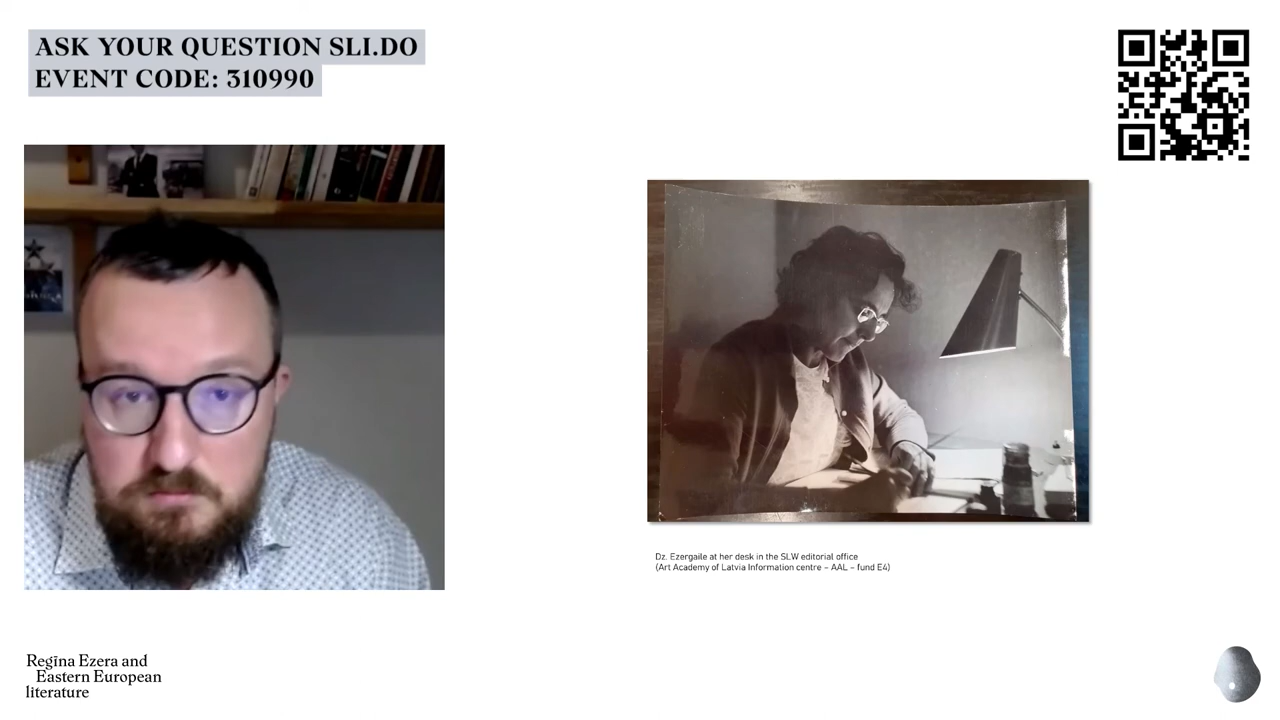 ASK YOUR QUESTION SLI.DO
EVENT CODE: 310990
Dz. Ezergaile at her desk in the SLW editorial office
(Art Academy of Latvia Information centre – AAL – fund E4)
Regīna Ezera and
Eastern European
literature